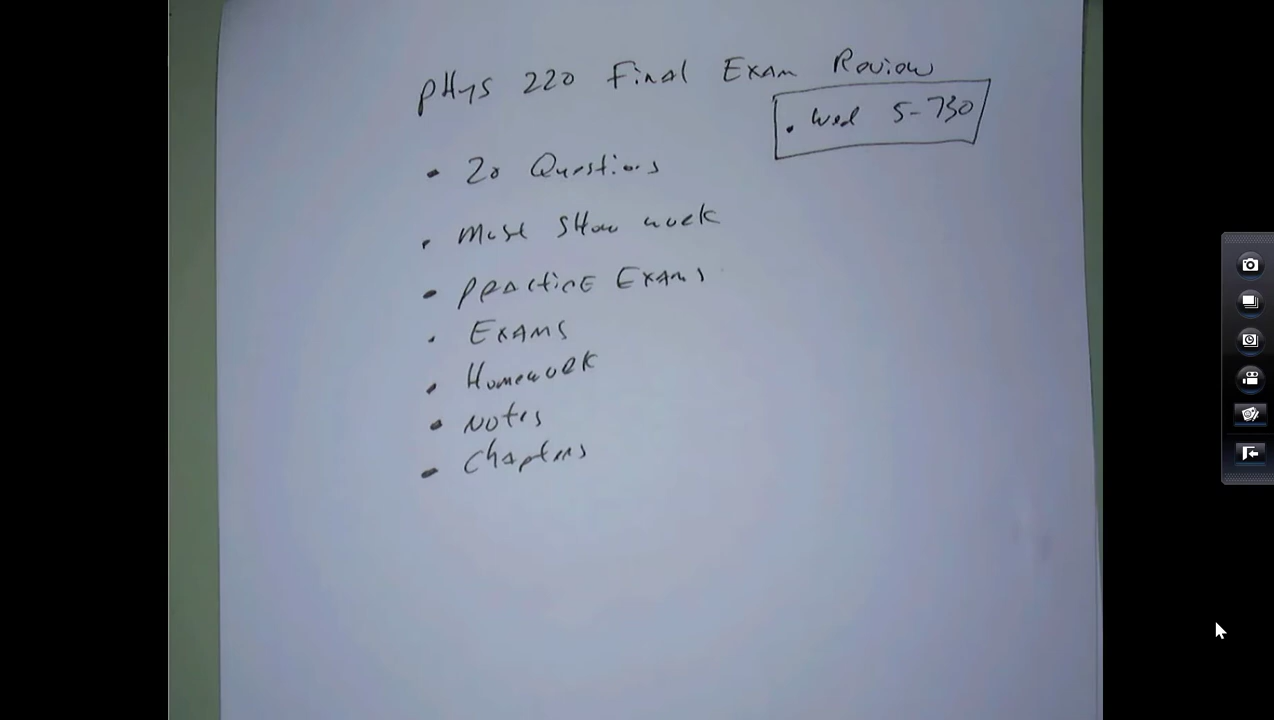 PHYS 220 Final Exam Review
• Wed 5-730
• 20 Questions
• Must SHow work
• PRActicE Exams
• ExAMS
• Homework
• Notes
• Chapters